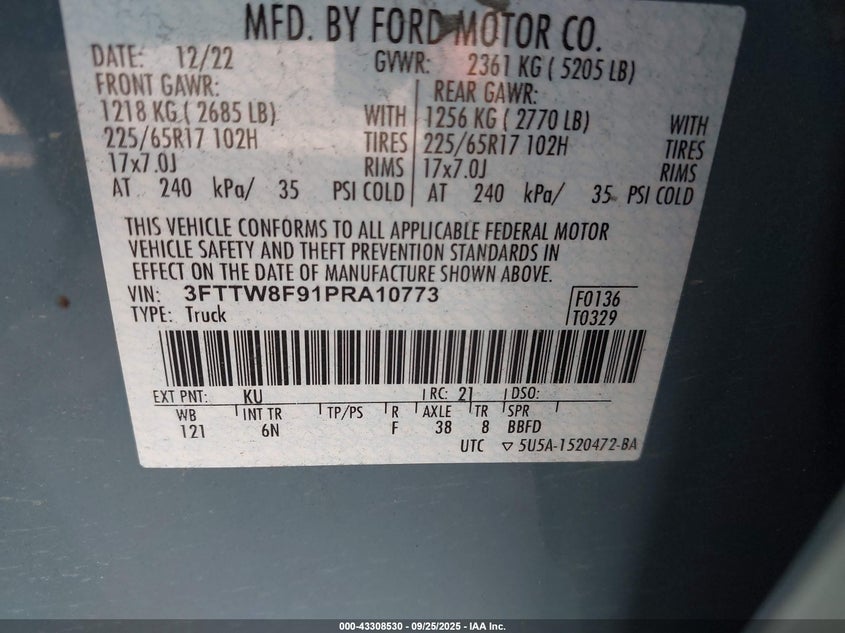 MFD. BY FORD MOTOR CO.
DATE: 12/22 GVWR: 2361 KG ( 5205 LB)
FRONT GAWR: REAR GAWR:
1218 KG ( 2685 LB) WITH 1256 KG ( 2770 LB) WITH
225/65R17 102H TIRES 225/65R17 102H TIRES
17x7.0J RIMS 17x7.0J RIMS
AT 240 kPa/ 35 PSI COLD AT 240 kPa/ 35 PSI COLD
THIS VEHICLE CONFORMS TO ALL APPLICABLE FEDERAL MOTOR
VEHICLE SAFETY AND THEFT PREVENTION STANDARDS IN
EFFECT ON THE DATE OF MANUFACTURE SHOWN ABOVE.
VIN: 3FTTW8F91PRA10773 F0136
TYPE: Truck T0329
EXT PNT: KU RC: 21 DSO:
WB INT TR TP/PS R AXLE TR SPR
121 6N F 38 8 BBFD
UTC ▽ 5U5A-1520472-BA
000-43308530 - 09/25/2025 - IAA Inc.